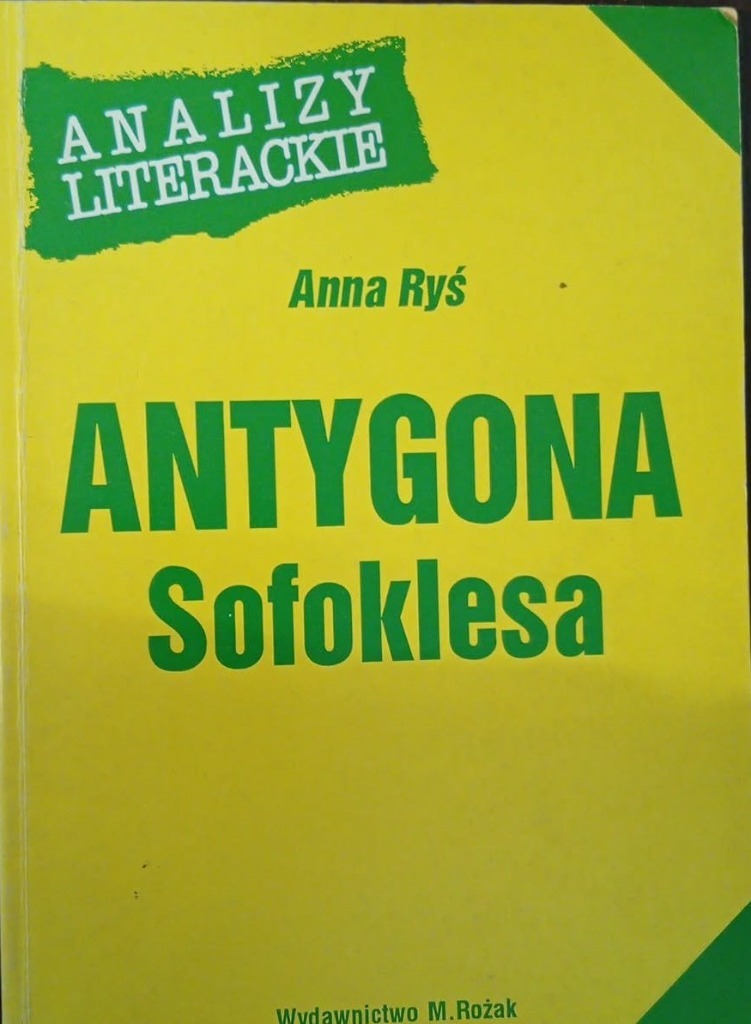 ANALIZY
LITERACKIE
Anna Ryś
ANTYGONA
Sofoklesa
Wydawnictwo M.Rożak